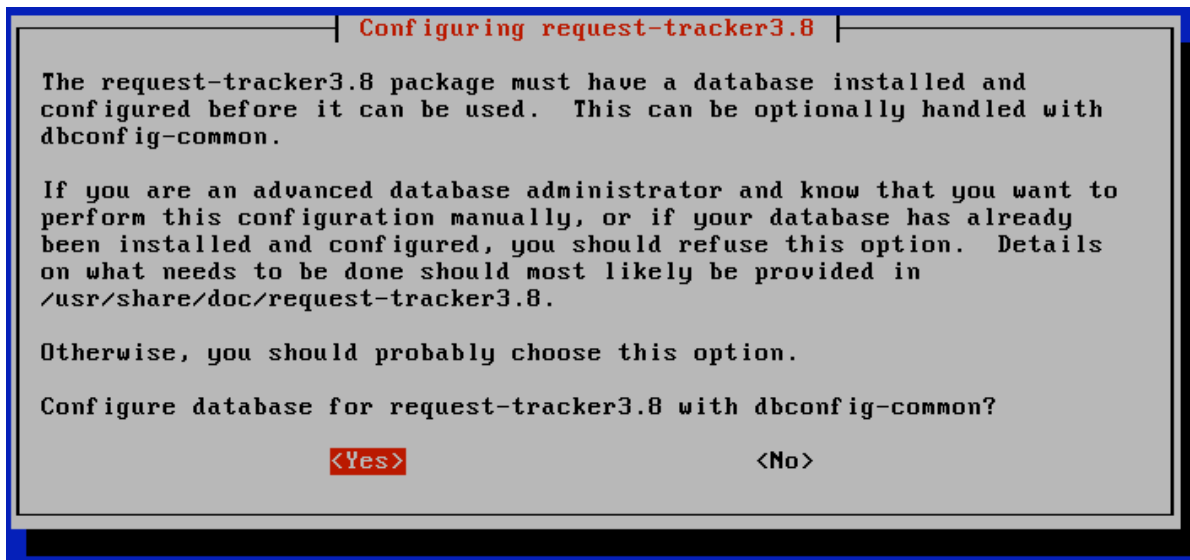 Configuring request-tracker3.8
The request-tracker3.8 package must have a database installed and
configured before it can be used.  This can be optionally handled with
dbconfig-common.
If you are an advanced database administrator and know that you want to
perform this configuration manually, or if your database has already
been installed and configured, you should refuse this option.  Details
on what needs to be done should most likely be provided in
/usr/share/doc/request-tracker3.8.
Otherwise, you should probably choose this option.
Configure database for request-tracker3.8 with dbconfig-common?
<Yes> <No>